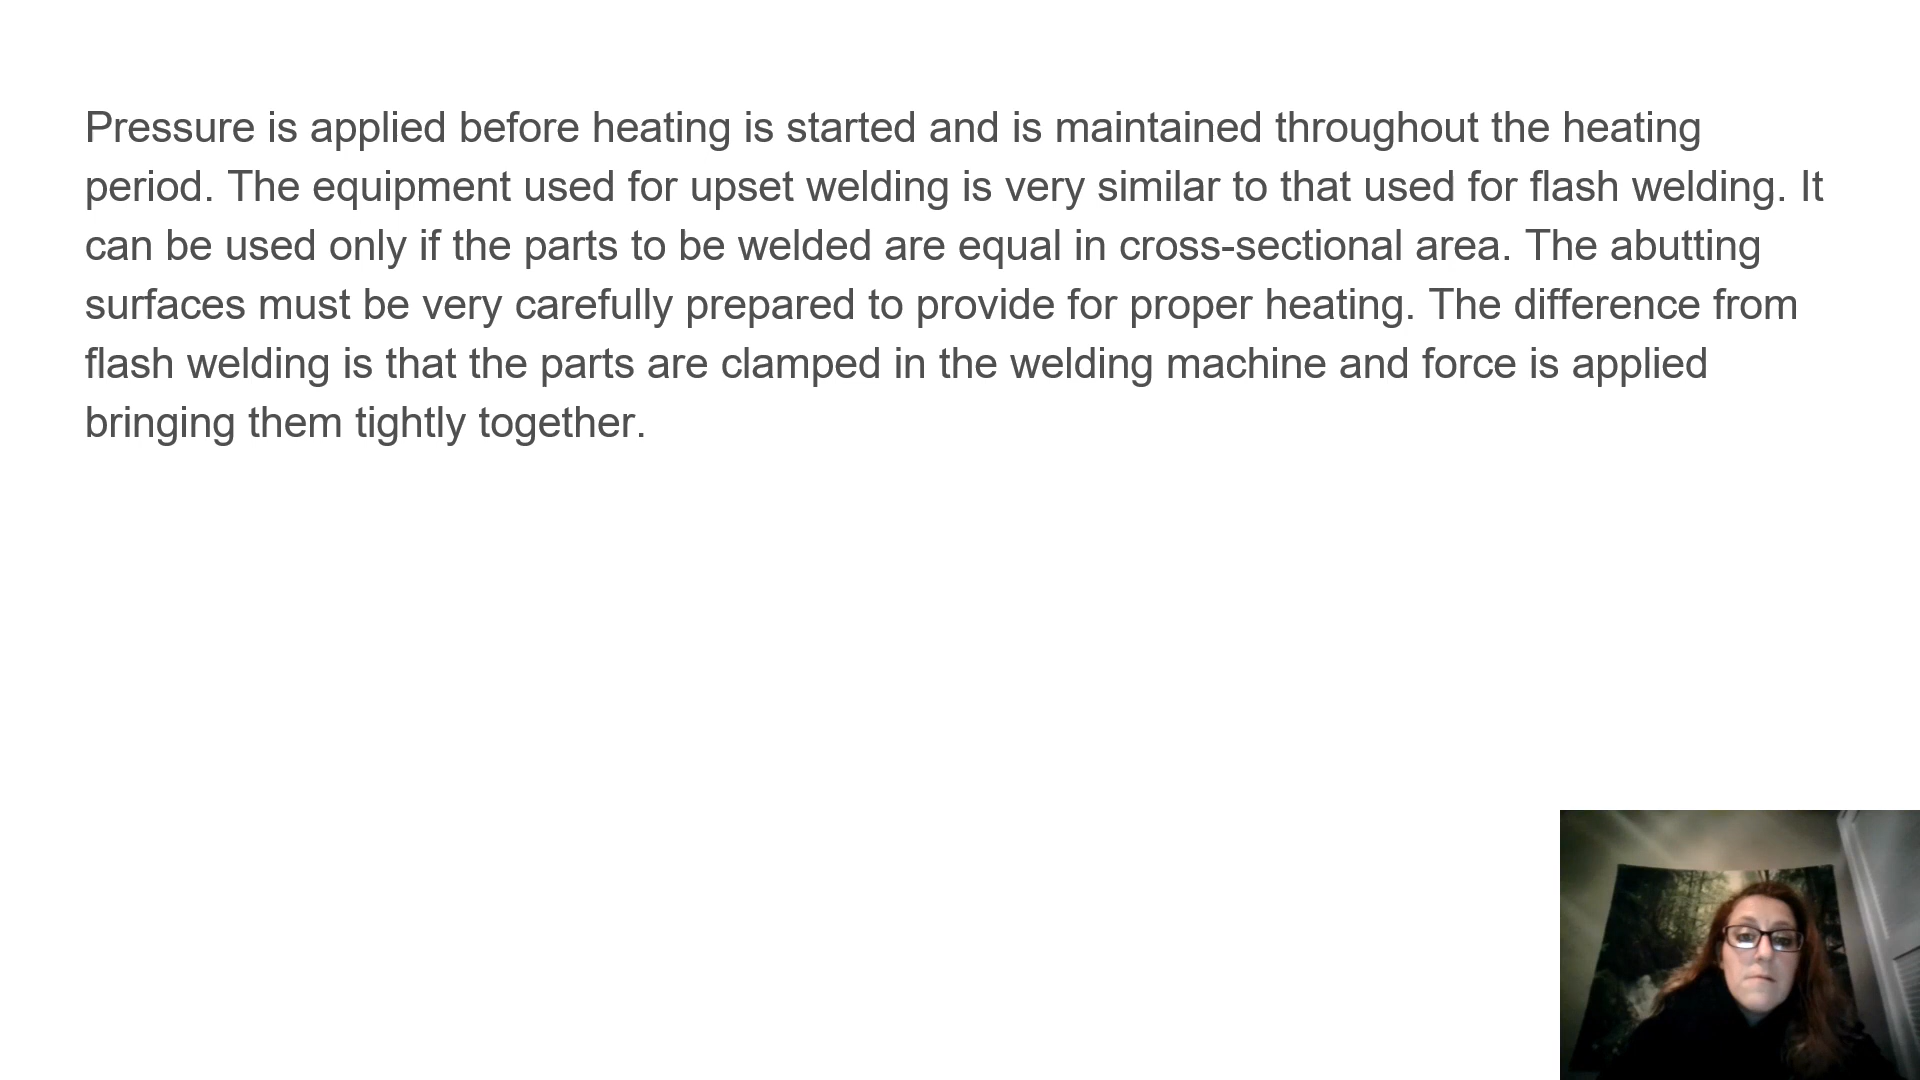 Pressure is applied before heating is started and is maintained throughout the heating
period. The equipment used for upset welding is very similar to that used for flash welding. It
can be used only if the parts to be welded are equal in cross-sectional area. The abutting
surfaces must be very carefully prepared to provide for proper heating. The difference from
flash welding is that the parts are clamped in the welding machine and force is applied
bringing them tightly together.